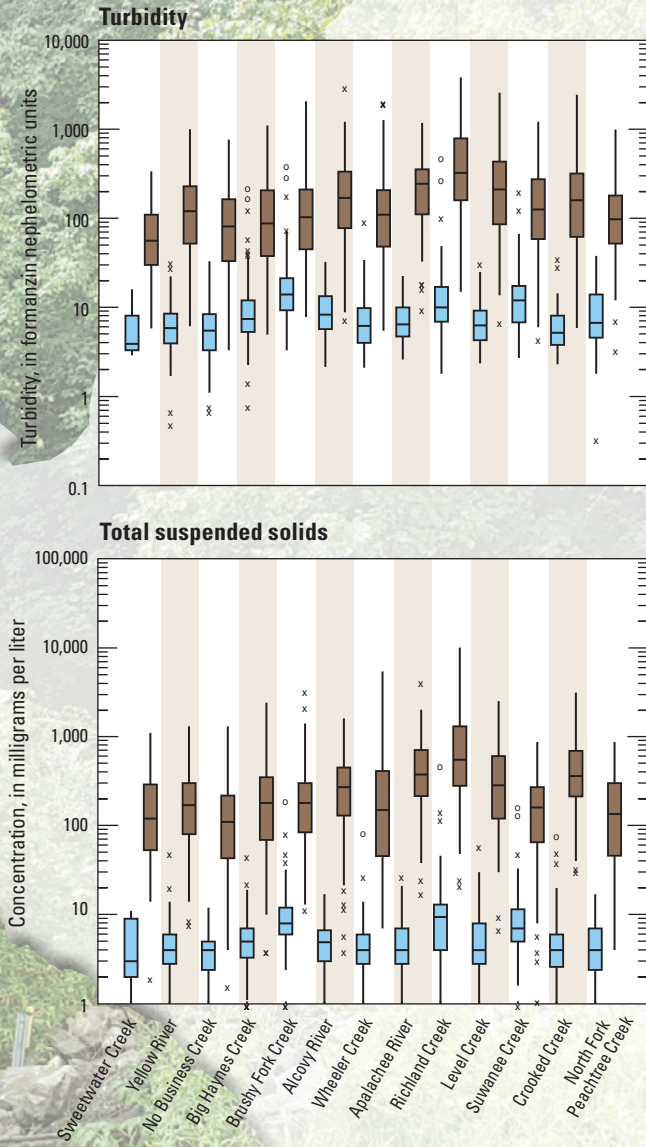 Turbidity
10,000
1,000
100
10
1
0.1
Turbidity, in formanzin nephelometric units
Total suspended solids
100,000
10,000
1,000
100
10
1
Concentration, in milligrams per liter
Sweetwater Creek
Yellow River
No Business Creek
Big Haynes Creek
Brushy Fork Creek
Alcovy River
Wheeler Creek
Apalachee River
Richland Creek
Level Creek
Suwanee Creek
Crooked Creek
North Fork
Peachtree Creek